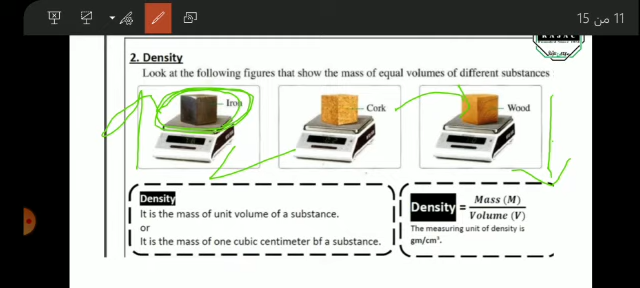 11 من 15
KAZAC
2. Density
Look at the following figures that show the mass of equal volumes of different substances
Iron
Cork
Wood
Density
It is the mass of unit volume of a substance.
or
It is the mass of one cubic centimeter bf a substance.
Density = Mass (M) / Volume (V)
The measuring unit of density is
gm/cm³.